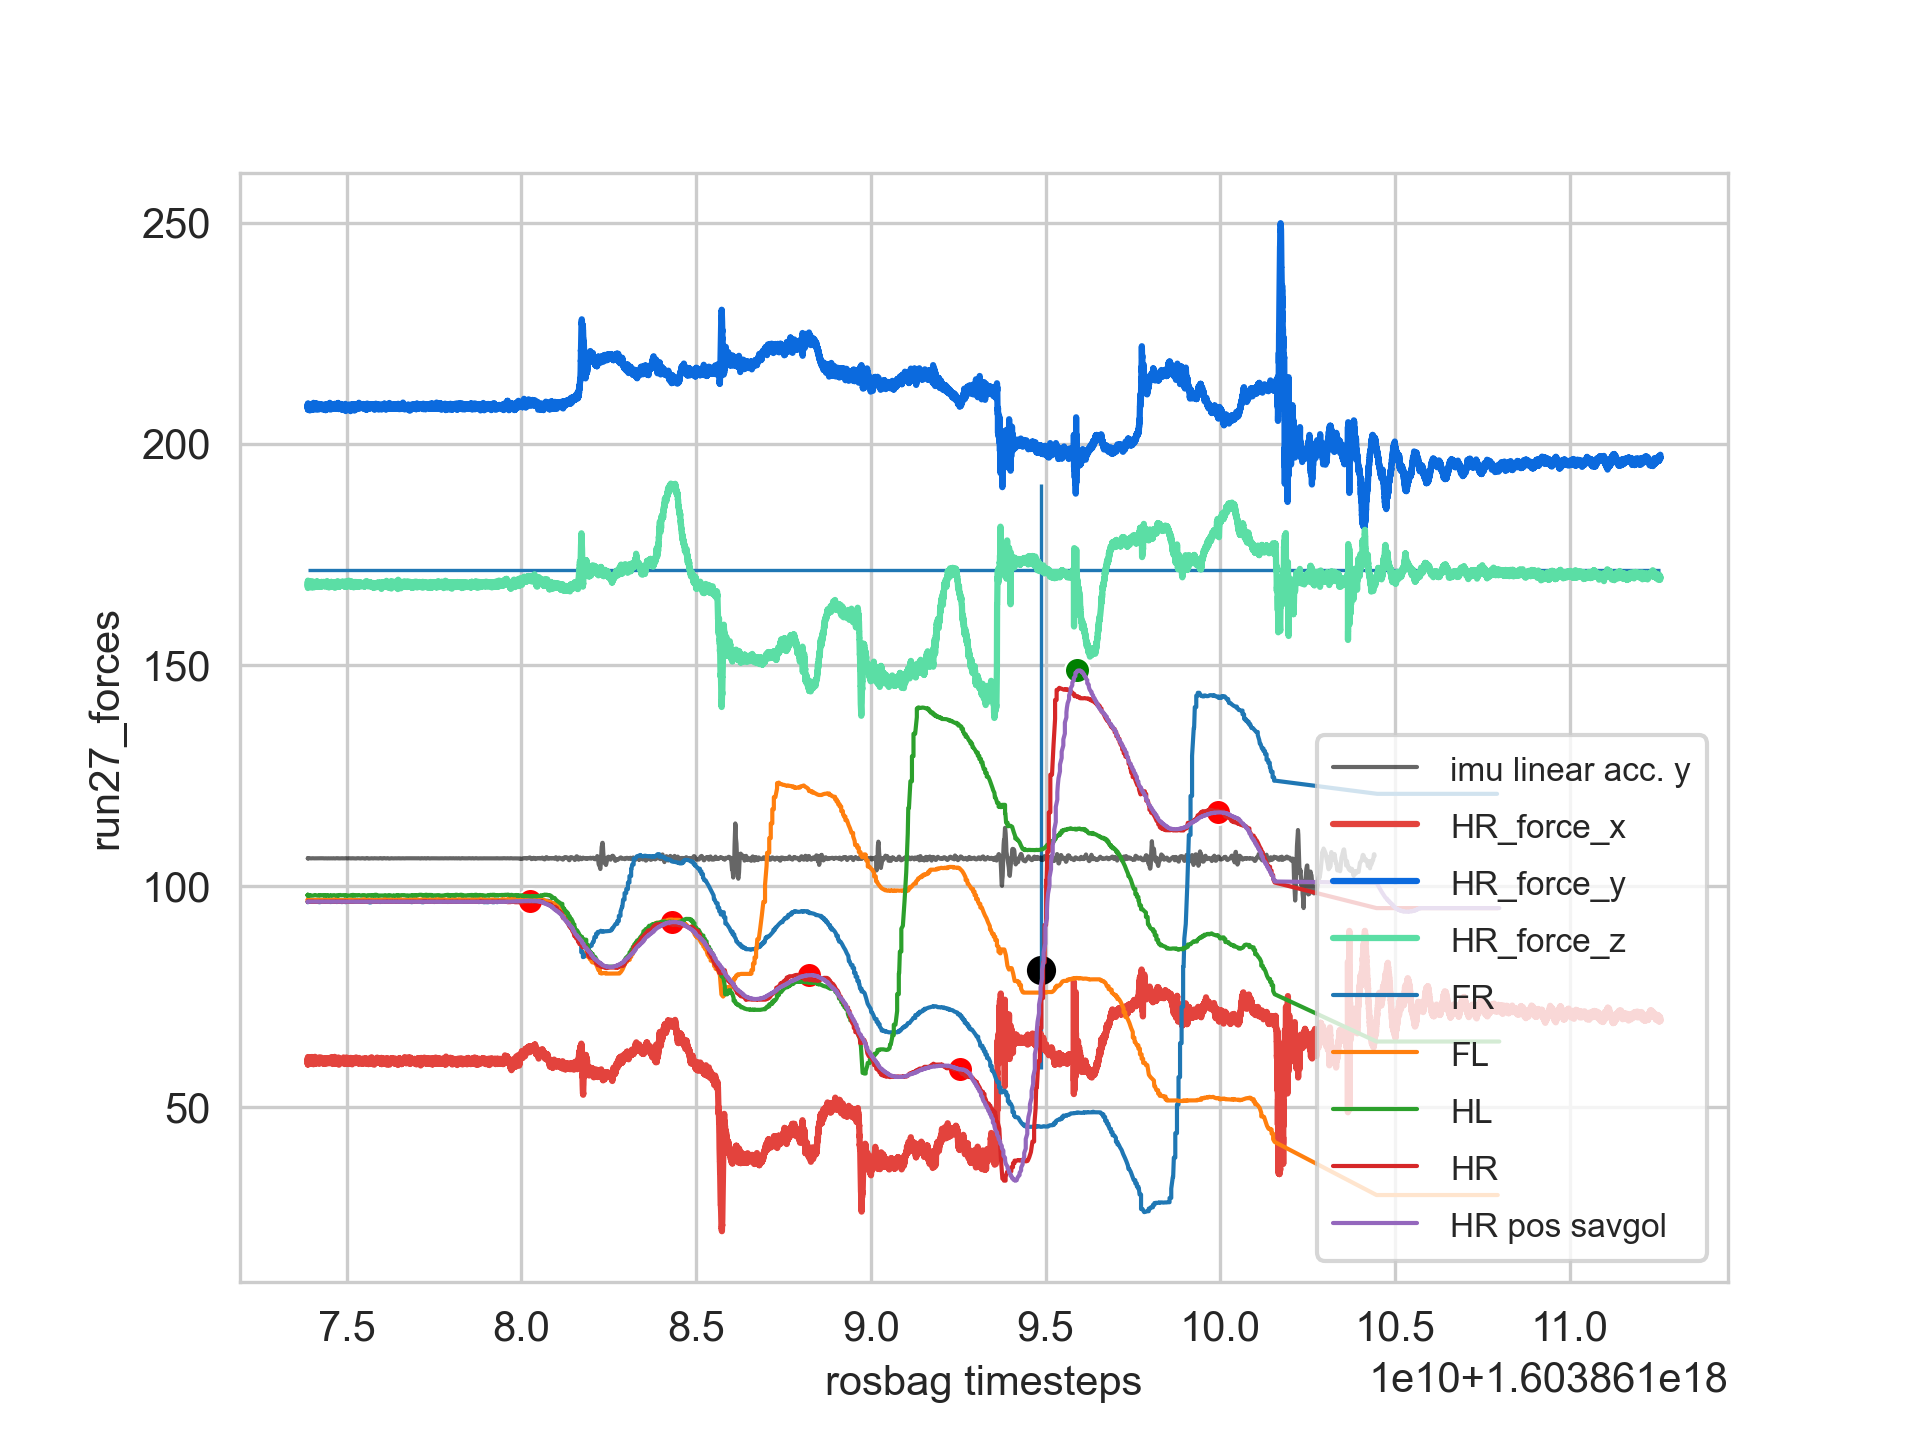 250
200
150
100
50
run27_forces
imu linear acc. y
HR_force_x
HR_force_y
HR_force_z
FR
FL
HL
HR
HR pos savgol
7.5 8.0 8.5 9.0 9.5 10.0 10.5 11.0
rosbag timesteps
1e10+1.603861e18